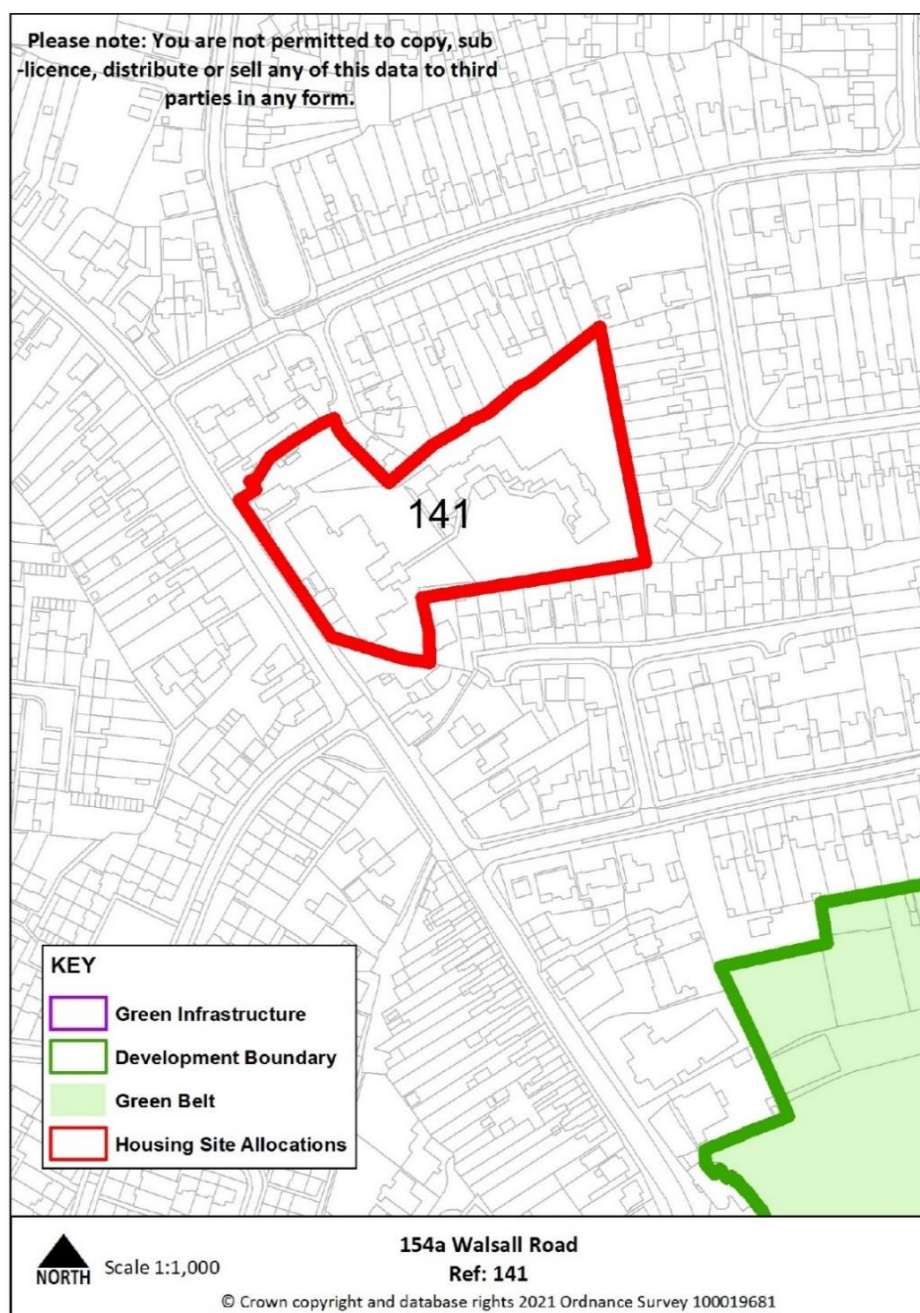 Please note: You are not permitted to copy, sub
-licence, distribute or sell any of this data to third
parties in any form.
141
KEY
Green Infrastructure
Development Boundary
Green Belt
Housing Site Allocations
NORTH
Scale 1:1,000
154a Walsall Road
Ref: 141
© Crown copyright and database rights 2021 Ordnance Survey 100019681